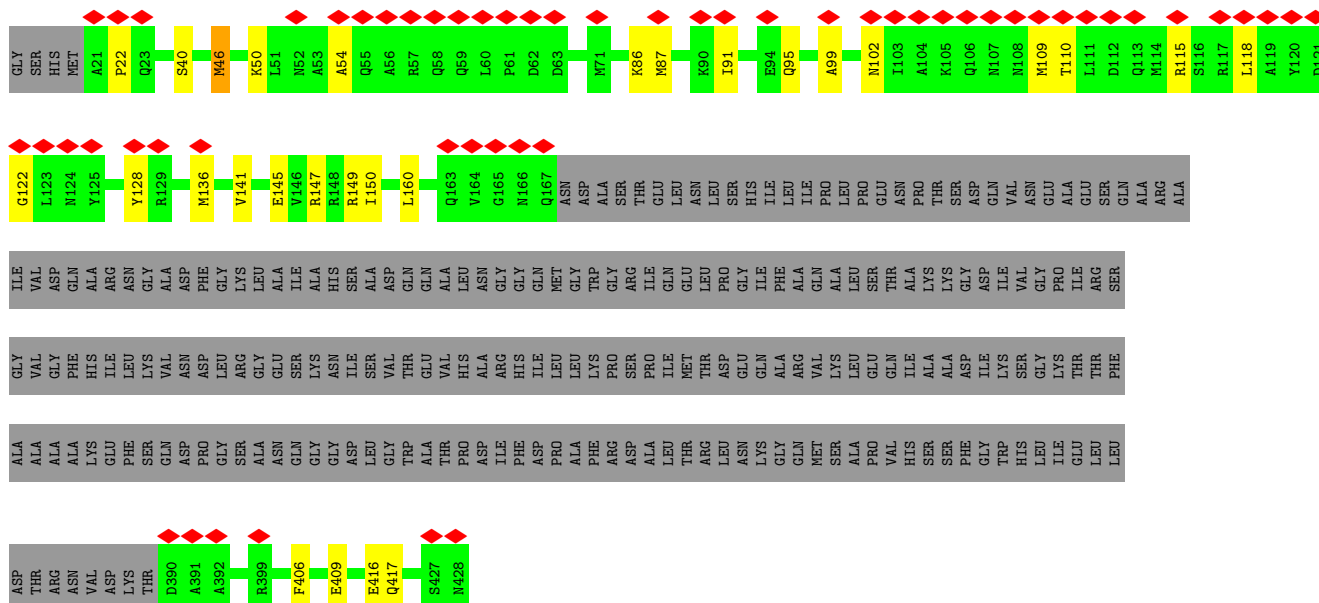 GLY SER HIS MET A21 P22 Q23 S40 M46 K50 L51 N52 A53 A54 Q55 A56 R57 Q58 Q59 L60 P61 D62 D63 M71 K86 M87 K90 I91 E94 Q95 A99 N102 I103 A104 K105 Q106 N107 N108 M109 T110 L111 D112 Q113 M114 R115 S116 R117 L118 A119 Y120 D121
G122 L123 N124 Y125 Y128 R129 M136 V141 E145 V146 R147 R148 R149 I150 L160 Q163 V164 G165 N166 Q167 ASN ASP ALA SER THR GLU LEU ASN LEU SER HIS ILE LEU ILE PRO LEU PRO GLU ASN PRO THR SER ASP GLN VAL ASN GLU ALA GLU SER GLN ALA ARG ALA
ILE VAL ASP GLN ALA ARG ASN GLY ALA ASP PHE GLY LYS LEU ALA ILE ALA HIS SER ALA ASP GLN GLN ALA LEU ASN GLY GLY GLN MET GLY TRP GLY ARG ILE GLN GLU LEU PRO GLY ILE PHE ALA GLN ALA LEU SER THR ALA LYS LYS GLY ASP ILE VAL GLY PRO ILE ARG SER
GLY VAL GLY PHE HIS ILE LEU LYS VAL ASN ASP LEU ARG GLY GLU SER LYS ASN ILE SER VAL THR GLU VAL HIS ALA ARG HIS ILE LEU LEU LYS PRO SER PRO ILE MET THR ASP GLU GLN ALA ARG VAL LYS LEU GLU GLN ILE ALA ALA ASP ILE LYS SER GLY LYS THR THR PHE
ALA ALA ALA ALA LYS GLU PHE SER GLN ASP PRO GLY SER ALA ASN GLN GLY GLY ASP LEU GLY TRP ALA THR PRO ASP ILE PHE ASP PRO ALA PHE ARG ASP ALA LEU THR ARG LEU ASN LYS GLY GLN MET SER ALA PRO VAL HIS SER SER PHE GLY TRP HIS LEU ILE GLU LEU LEU
ASP THR ARG ASN VAL ASP LYS THR D390 A391 A392 R399 F406 E409 E416 Q417 S427 N428